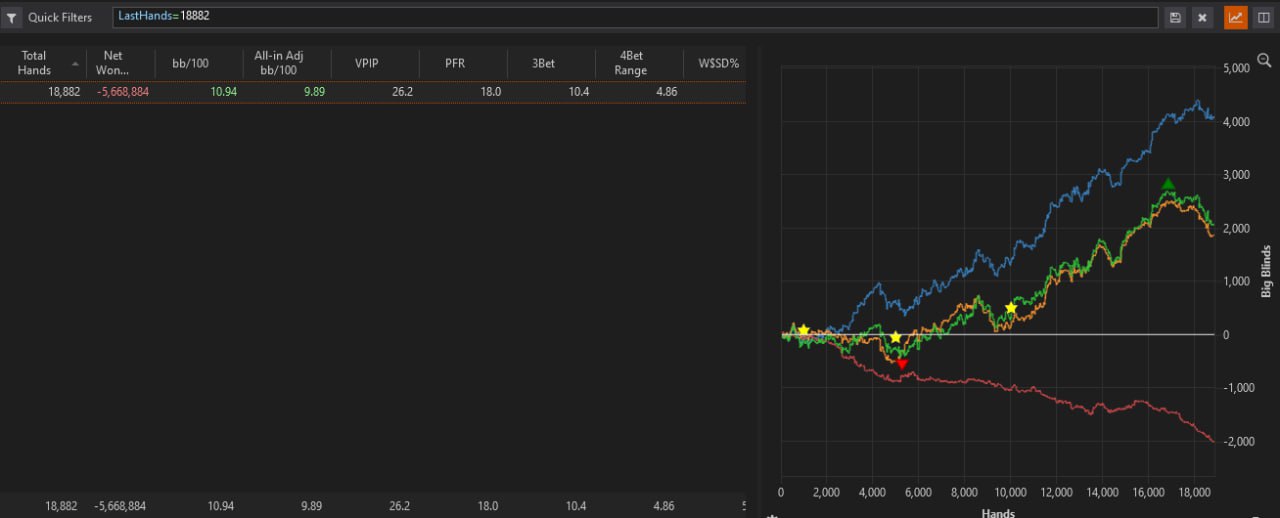 Quick Filters LastHands=18882
Total Hands Net Won... bb/100 All-in Adj bb/100 VPIP PFR 3Bet 4Bet Range W$SD%
18,882 -5,668,884 10.94 9.89 26.2 18.0 10.4 4.86
5,000
4,000
3,000
2,000
1,000
0
-1,000
-2,000
Big Blinds
0 2,000 4,000 6,000 8,000 10,000 12,000 14,000 16,000 18,000
Hands
18,882 -5,668,884 10.94 9.89 26.2 18.0 10.4 4.86